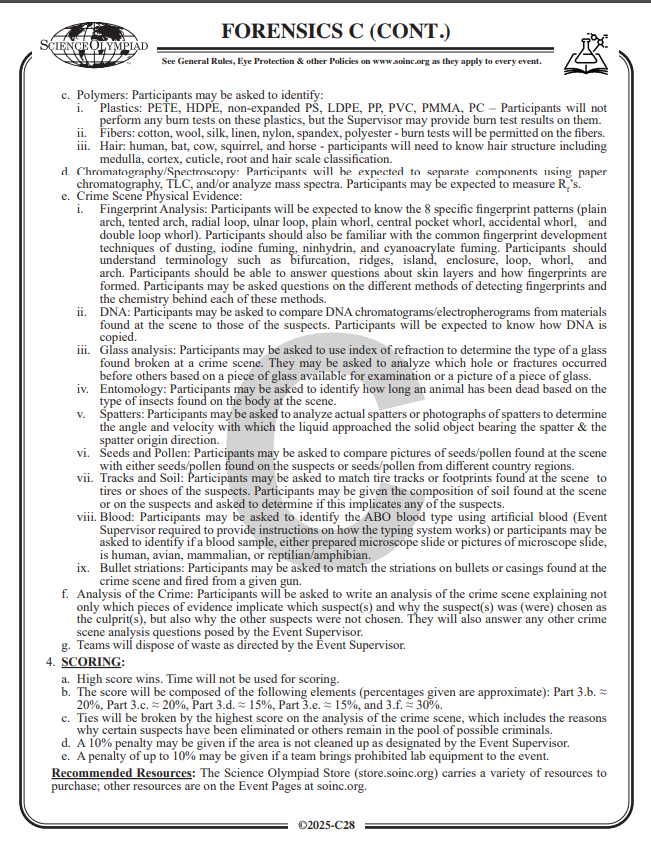 FORENSICS C (CONT.)
SCIENCE OLYMPIAD
See General Rules, Eye Protection & other Policies on www.soinc.org as they apply to every event.
c. Polymers: Participants may be asked to identify:
i. Plastics: PETE, HDPE, non-expanded PS, LDPE, PP, PVC, PMMA, PC – Participants will not
perform any burn tests on these plastics, but the Supervisor may provide burn test results on them.
ii. Fibers: cotton, wool, silk, linen, nylon, spandex, polyester - burn tests will be permitted on the fibers.
iii. Hair: human, bat, cow, squirrel, and horse - participants will need to know hair structure including
medulla, cortex, cuticle, root and hair scale classification.
d. Chromatography/Spectroscopy: Participants will be expected to separate components using paper
chromatography, TLC, and/or analyze mass spectra. Participants may be expected to measure Rf's.
e. Crime Scene Physical Evidence:
i. Fingerprint Analysis: Participants will be expected to know the 8 specific fingerprint patterns (plain
arch, tented arch, radial loop, ulnar loop, plain whorl, central pocket whorl, accidental whorl, and
double loop whorl). Participants should also be familiar with the common fingerprint development
techniques of dusting, iodine fuming, ninhydrin, and cyanoacrylate fuming. Participants should
understand terminology such as bifurcation, ridges, island, enclosure, loop, whorl, and
arch. Participants should be able to answer questions about skin layers and how fingerprints are
formed. Participants may be asked questions on the different methods of detecting fingerprints and
the chemistry behind each of these methods.
ii. DNA: Participants may be asked to compare DNA chromatograms/electropherograms from materials
found at the scene to those of the suspects. Participants will be expected to know how DNA is
copied.
iii. Glass analysis: Participants may be asked to use index of refraction to determine the type of a glass
found broken at a crime scene. They may be asked to analyze which hole or fractures occurred
before others based on a piece of glass available for examination or a picture of a piece of glass.
iv. Entomology: Participants may be asked to identify how long an animal has been dead based on the
type of insects found on the body at the scene.
v. Spatters: Participants may be asked to analyze actual spatters or photographs of spatters to determine
the angle and velocity with which the liquid approached the solid object bearing the spatter & the
spatter origin direction.
vi. Seeds and Pollen: Participants may be asked to compare pictures of seeds/pollen found at the scene
with either seeds/pollen found on the suspects or seeds/pollen from different country regions.
vii. Tracks and Soil: Participants may be asked to match tire tracks or footprints found at the scene to
tires or shoes of the suspects. Participants may be given the composition of soil found at the scene
or on the suspects and asked to determine if this implicates any of the suspects.
viii. Blood: Participants may be asked to identify the ABO blood type using artificial blood (Event
Supervisor required to provide instructions on how the typing system works) or participants may be
asked to identify if a blood sample, either prepared microscope slide or pictures of microscope slide,
is human, avian, mammalian, or reptilian/amphibian.
ix. Bullet striations: Participants may be asked to match the striations on bullets or casings found at the
crime scene and fired from a given gun.
f. Analysis of the Crime: Participants will be asked to write an analysis of the crime scene explaining not
only which pieces of evidence implicate which suspect(s) and why the suspect(s) was (were) chosen as
the culprit(s), but also why the other suspects were not chosen. They will also answer any other crime
scene analysis questions posed by the Event Supervisor.
g. Teams will dispose of waste as directed by the Event Supervisor.
4. SCORING:
a. High score wins. Time will not be used for scoring.
b. The score will be composed of the following elements (percentages given are approximate): Part 3.b. ≈
20%, Part 3.c. ≈ 20%, Part 3.d. ≈ 15%, Part 3.e. ≈ 15%, and 3.f. ≈ 30%.
c. Ties will be broken by the highest score on the analysis of the crime scene, which includes the reasons
why certain suspects have been eliminated or others remain in the pool of possible criminals.
d. A 10% penalty may be given if the area is not cleaned up as designated by the Event Supervisor.
e. A penalty of up to 10% may be given if a team brings prohibited lab equipment to the event.
Recommended Resources: The Science Olympiad Store (store.soinc.org) carries a variety of resources to
purchase; other resources are on the Event Pages at soinc.org.
C
©2025-C28